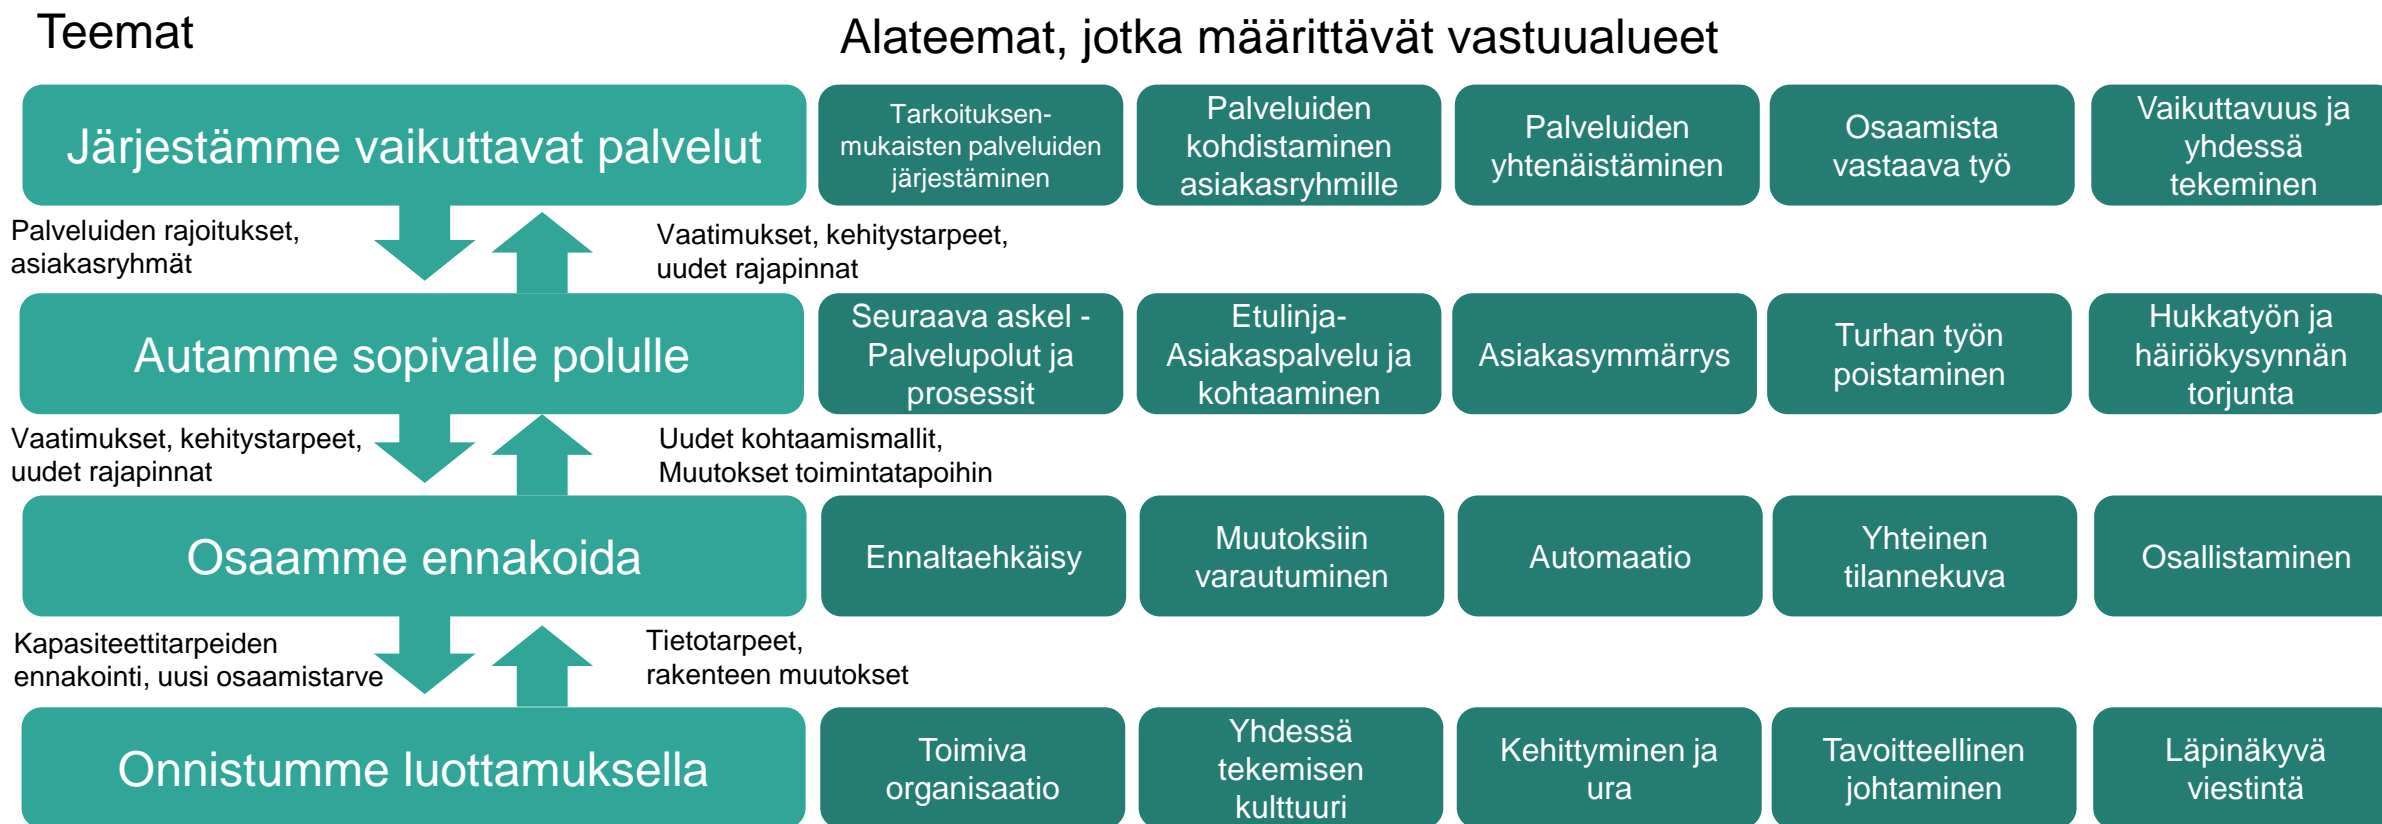 Teemat
Alateemat, jotka määrittävät vastuualueet
Järjestämme vaikuttavat palvelut
Tarkoituksen-
mukaisten palveluiden
järjestäminen
Palveluiden
kohdistaminen
asiakasryhmille
Palveluiden
yhtenäistäminen
Osaamista
vastaava työ
Vaikuttavuus ja
yhdessä
tekeminen
Palveluiden rajoitukset,
asiakasryhmät
Vaatimukset, kehitystarpeet,
uudet rajapinnat
Autamme sopivalle polulle
Seuraava askel -
Palvelupolut ja
prosessit
Etulinja-
Asiakaspalvelu ja
kohtaaminen
Asiakasymmärrys
Turhan työn
poistaminen
Hukkatyön ja
häiriökysynnän
torjunta
Vaatimukset, kehitystarpeet,
uudet rajapinnat
Uudet kohtaamismallit,
Muutokset toimintatapoihin
Osaamme ennakoida
Ennaltaehkäisy
Muutoksiin
varautuminen
Automaatio
Yhteinen
tilannekuva
Osallistaminen
Kapasiteettitarpeiden
ennakointi, uusi osaamistarve
Tietotarpeet,
rakenteen muutokset
Onnistumme luottamuksella
Toimiva
organisaatio
Yhdessä
tekemisen
kulttuuri
Kehittyminen ja
ura
Tavoitteellinen
johtaminen
Läpinäkyvä
viestintä